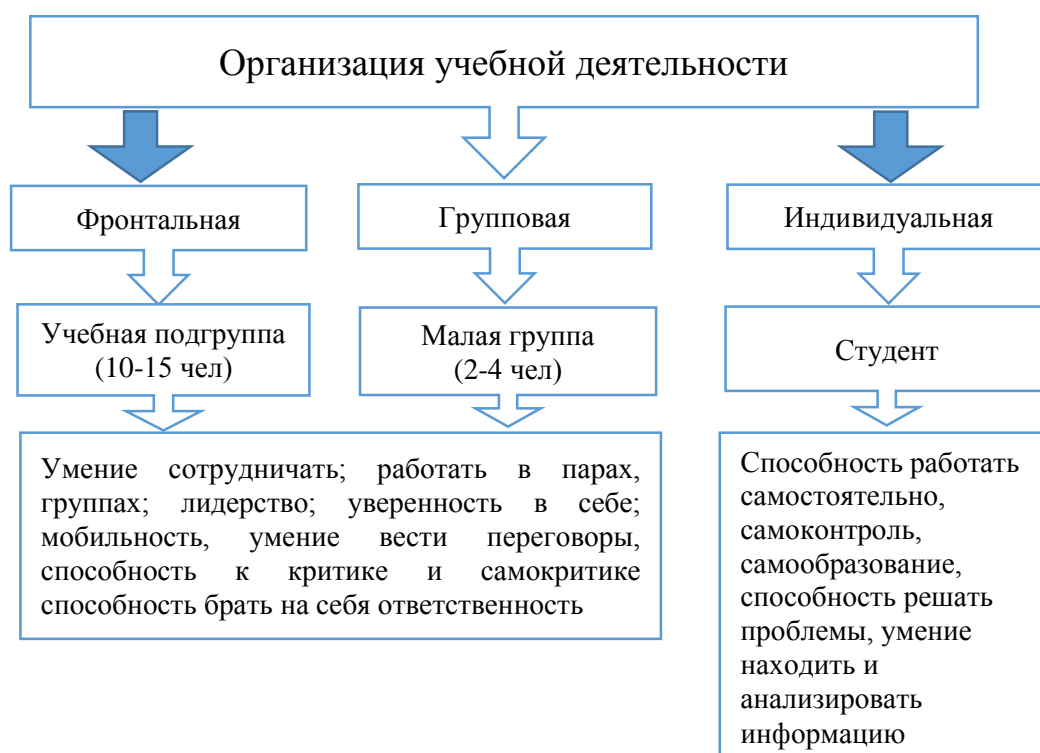 Организация учебной деятельности
Фронтальная
Групповая
Индивидуальная
Учебная подгруппа
(10-15 чел)
Малая группа
(2-4 чел)
Студент
Умение сотрудничать; работать в парах,
группах; лидерство; уверенность в себе;
мобильность, умение вести переговоры,
способность к критике и самокритике
способность брать на себя ответственность
Способность работать
самостоятельно,
самоконтроль,
самообразование,
способность решать
проблемы, умение
находить и
анализировать
информацию